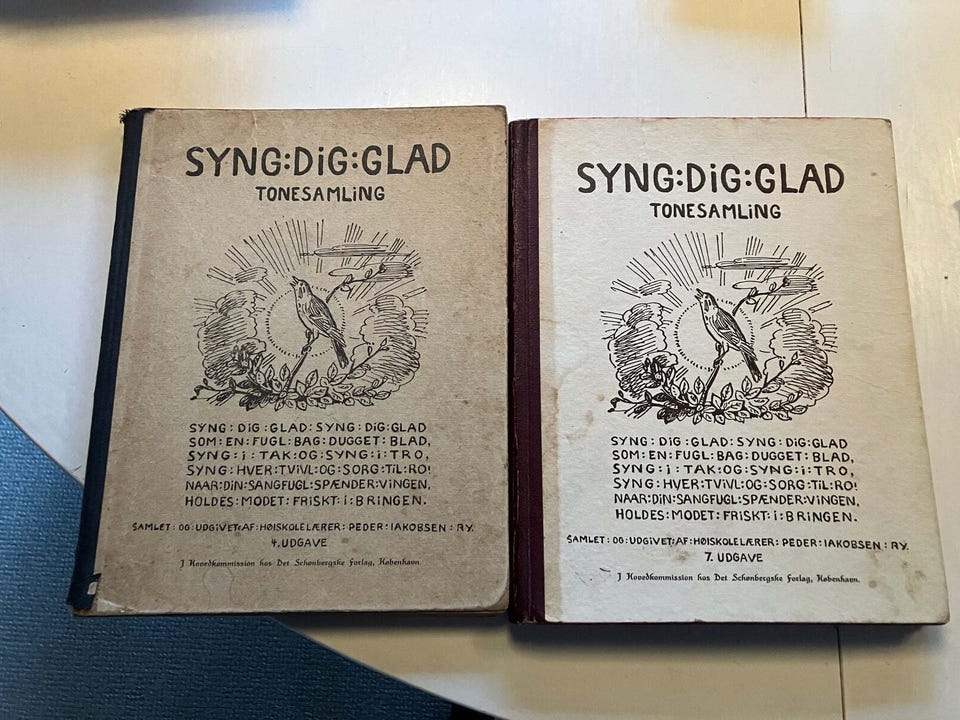 SYNG:DiG:GLAD
TONESAMLiNG
SYNG : DiG : GLAD : SYNG : DiG:GLAD
SOM : EN : FUGL : BAG : DUGGET : BLAD,
SYNG : i : TAK : OG : SYNG : i : TRO,
SYNG : HVER : TViVL : OG : SORG : TiL : RO!
NAAR : DiN : SANGFUGL : SPÆNDER : ViNGEN,
HOLDES : MODET : FRiSKT : i : BRiNGEN.
SAMLET : OG : UDGiVET : AF : HØiSKOLELÆRER : PEDER : IAKOBSEN : RY.
4. UDGAVE
J Hovedkommission hos Det Schønbergske Forlag, København.
SYNG:DiG:GLAD
TONESAMLiNG
SYNG : DiG : GLAD : SYNG : DiG:GLAD
SOM : EN : FUGL : BAG : DUGGET : BLAD,
SYNG : i : TAK : OG : SYNG : i : TRO,
SYNG : HVER : TViVL : OG : SORG : TiL : RO!
NAAR : DiN : SANGFUGL : SPÆNDER : ViNGEN,
HOLDES : MODET : FRiSKT : i : BRiNGEN.
SAMLET : OG : UDGiVET : AF : HØiSKOLELÆRER : PEDER : IAKOBSEN : RY.
7. UDGAVE
J Hovedkommission hos Det Schønbergske Forlag, København.